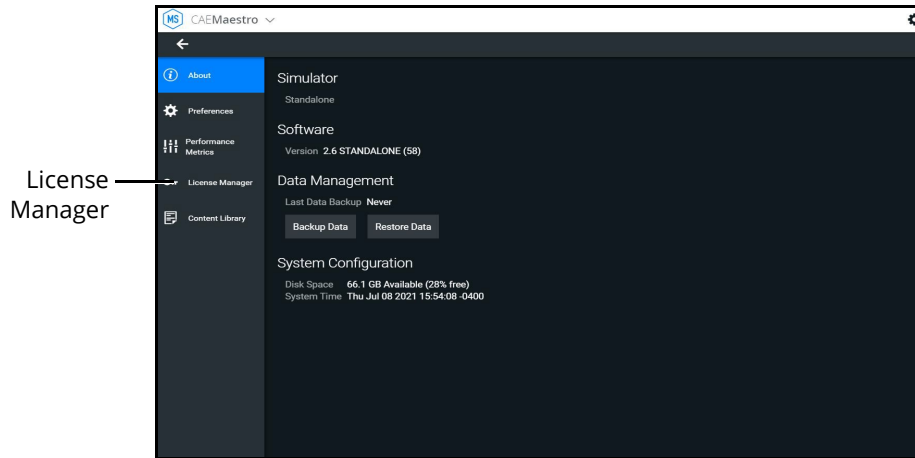 MS CAEMaestro
About
Preferences
Performance
Metrics
License Manager
Content Library
License
Manager
Simulator
Standalone
Software
Version 2.6 STANDALONE (58)
Data Management
Last Data Backup Never
Backup Data Restore Data
System Configuration
Disk Space 66.1 GB Available (28% free)
System Time Thu Jul 08 2021 15:54:08 -0400